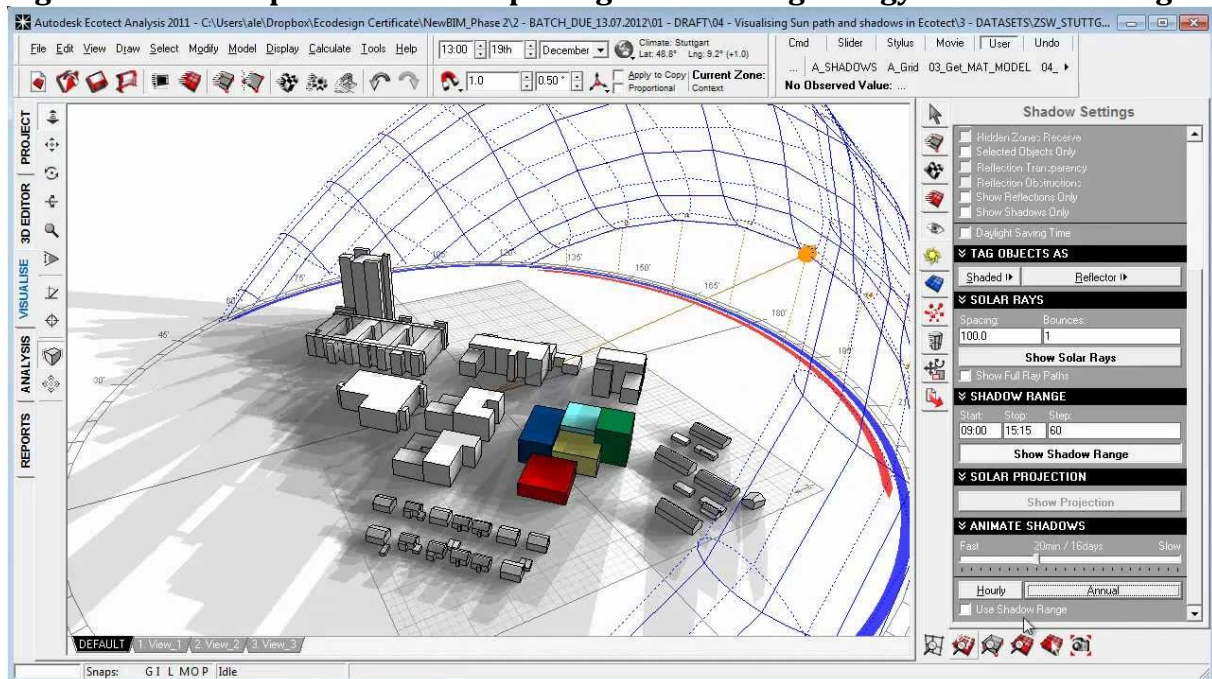 Autodesk Ecotect Analysis 2011 - C:\Users\ale\Dropbox\Ecodesign Certificate\NewBIM_Phase 2\2 - BATCH_DUE_13.07.2012\01 - DRAFT\04 - Visualising Sun path and shadows in Ecotect\3 - DATASETS\ZSW_STUTTG...
File Edit View Draw Select Modify Model Display Calculate Tools Help
13:00 19th December Climate: Stuttgart
Lat: 48.8° Lng: 9.2° (+1.0)
Cmd Slider Stylus Movie User Undo
... A_SHADOWS A_Grid 03_Get_MAT_MODEL 04_
1.0 0.50° Apply to Copy Current Zone:
Proportional Context
No Observed Value: ...
PROJECT
3D EDITOR
VISUALISE
ANALYSIS
REPORTS
30°
45°
60°
75°
135°
150°
165°
180°
195°
Shadow Settings
Hidden Zones Receive
Selected Objects Only
Reflection Transparency
Reflection Obstructions
Show Reflections Only
Show Shadows Only
Daylight Saving Time
TAG OBJECTS AS
Shaded Reflector
SOLAR RAYS
Spacing: Bounces:
100.0 1
Show Solar Rays
Show Full Ray Paths
SHADOW RANGE
Start: Stop: Step:
09:00 15:15 60
Show Shadow Range
SOLAR PROJECTION
Show Projection
ANIMATE SHADOWS
Fast 20min / 16days Slow
Hourly Annual
Use Shadow Range
DEFAULT 1. View_1 2. View_2 3. View_3
Snaps: G I L M O P Idle